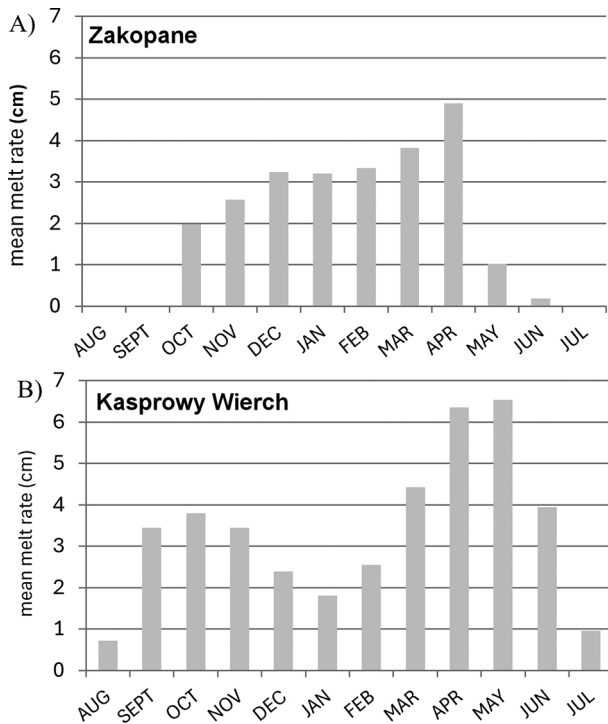 A)
Zakopane
mean melt rate (cm)
7
6
5
4
3
2
1
0
AUG SEPT OCT NOV DEC JAN FEB MAR APR MAY JUN JUL
B)
Kasprowy Wierch
mean melt rate (cm)
7
6
5
4
3
2
1
0
AUG SEPT OCT NOV DEC JAN FEB MAR APR MAY JUN JUL